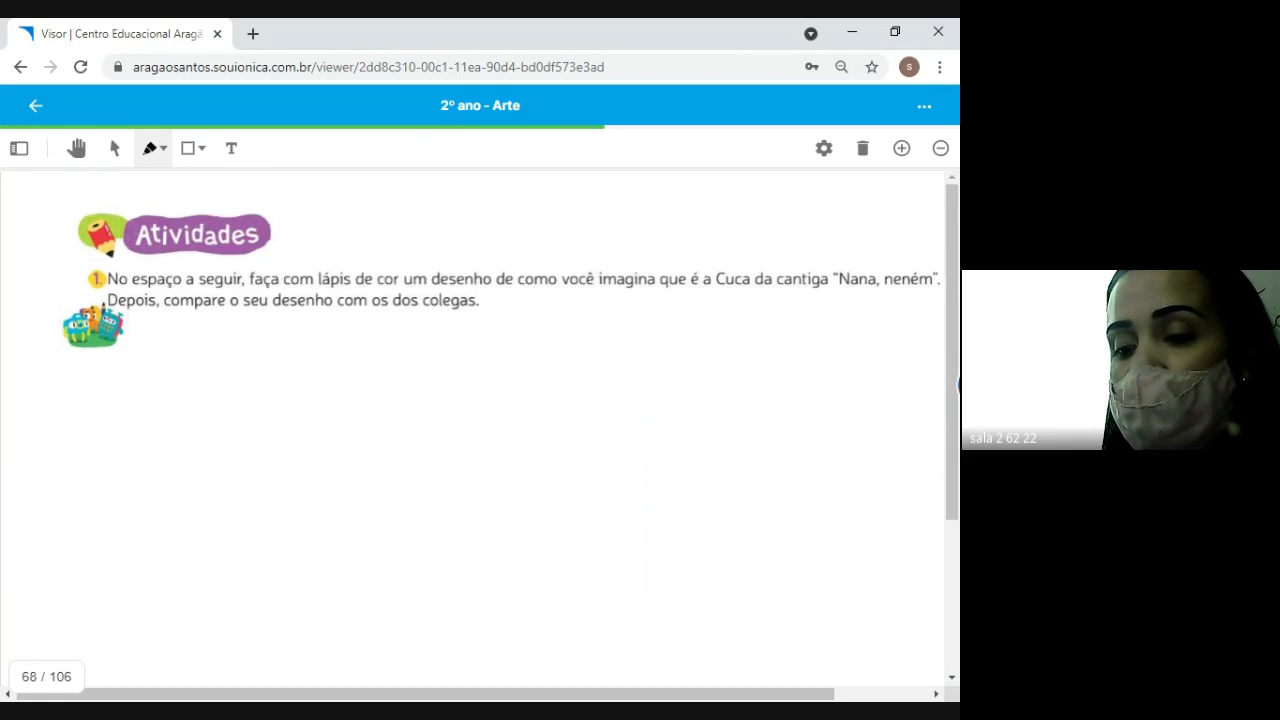 Visor | Centro Educacional Aragã
aragaosantos.souionica.com.br/viewer/2dd8c310-00c1-11ea-90d4-bd0df573e3ad
S
2º ano - Arte
T
Atividades
1. No espaço a seguir, faça com lápis de cor um desenho de como você imagina que é a Cuca da cantiga “Nana, neném”.
Depois, compare o seu desenho com os dos colegas.
sala 2 62 22
68 / 106